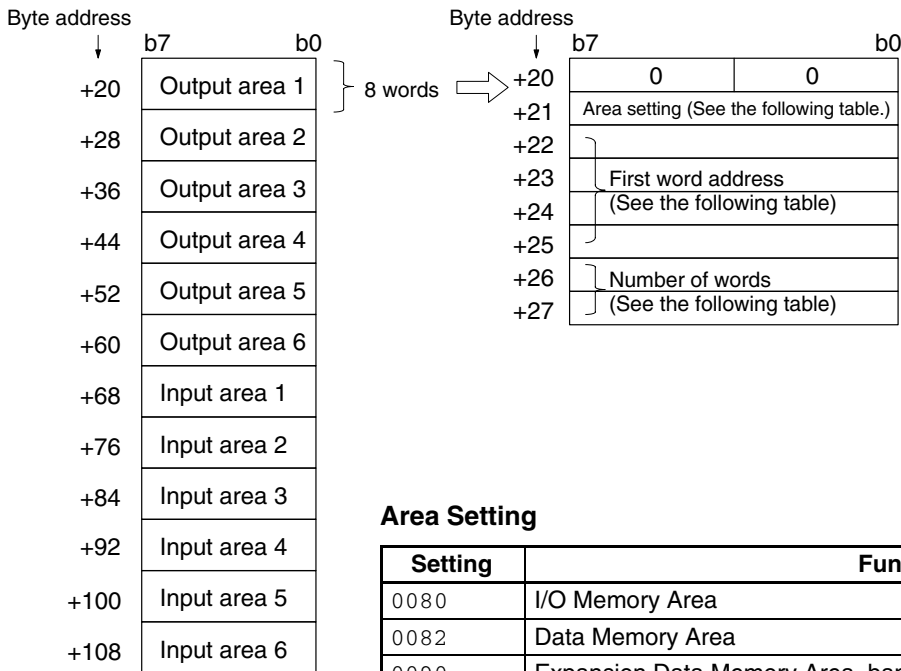 Byte address
b7 b0
+20 Output area 1
8 words
+28 Output area 2
+36 Output area 3
+44 Output area 4
+52 Output area 5
+60 Output area 6
+68 Input area 1
+76 Input area 2
+84 Input area 3
+92 Input area 4
+100 Input area 5
+108 Input area 6
Byte address
b7 b0
+20 0 0
+21 Area setting (See the following table.)
+22
+23 First word address
+24 (See the following table)
+25
+26 Number of words
+27 (See the following table)
Area Setting
Setting
0080 I/O Memory Area
0082 Data Memory Area
Expansion Data Memory Area